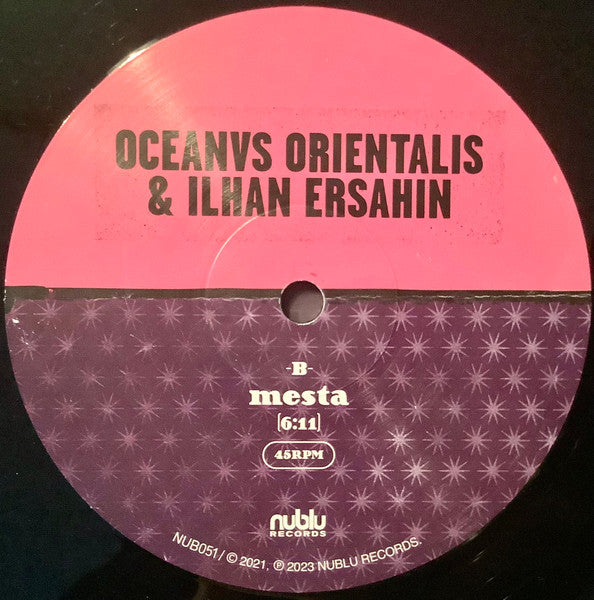 OCEANVS ORIENTALIS
& ILHAN ERSAHIN
-B-
mesta
[6:11]
45RPM
nublu
RECORDS
NUB051/ © 2021, ℗ 2023 NUBLU RECORDS.